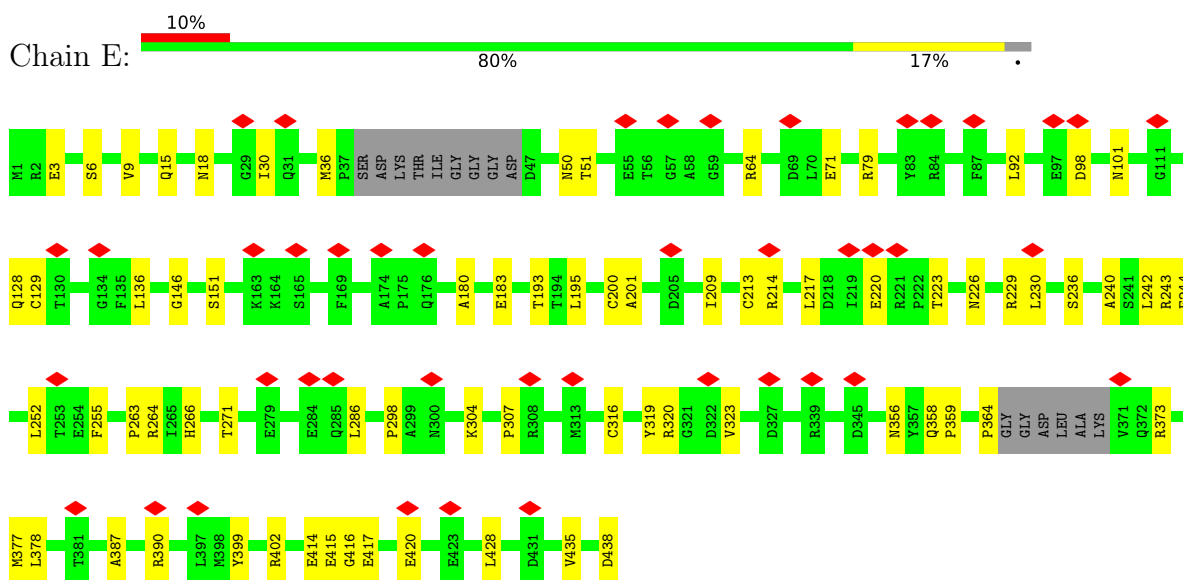 10%
Chain E:
80% 17% •
M1 R2 E3 S6 V9 Q15 N18 G29 I30 Q31 M36 P37 SER ASP LYS THR ILE GLY GLY GLY ASP D47 N50 T51 E55 T56 G57 A58 G59 R64 D69 L70 E71 R79 Y83 R84 F87 L92 E97 D98 N101 G111
Q128 C129 T130 G134 F135 L136 G146 S151 K163 K164 S165 F169 A174 P175 Q176 A180 E183 T193 T194 L195 C200 A201 D205 I209 C213 R214 L217 D218 I219 E220 R221 P222 T223 N226 R229 L230 S236 A240 S241 L242 R243
L252 T253 E254 F255 P263 R264 I265 H266 T271 E279 E284 Q285 L286 P298 A299 N300 K304 P307 R308 M313 C316 Y319 R320 G321 D322 V323 D327 R339 D345 N356 Y357 Q358 P359 P364 GLY GLY ASP LEU ALA LYS V371 Q372 R373
M377 L378 T381 A387 R390 L397 M398 Y399 R402 E414 E415 G416 E417 E420 E423 L428 D431 V435 D438